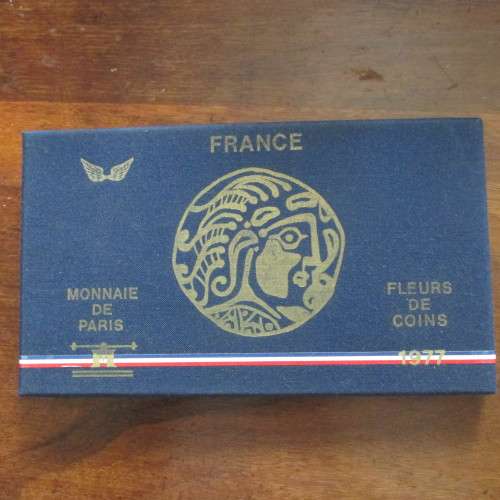 FRANCE
MONNAIE
DE
PARIS
FLEURS
DE
COINS
1977